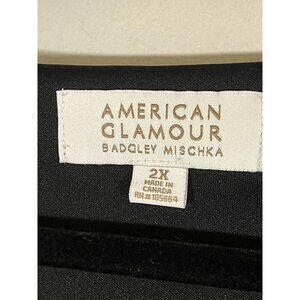 AMERICAN
GLAMOUR
BADGLEY MISCHKA
2X
MADE IN
CANADA
RN#105664